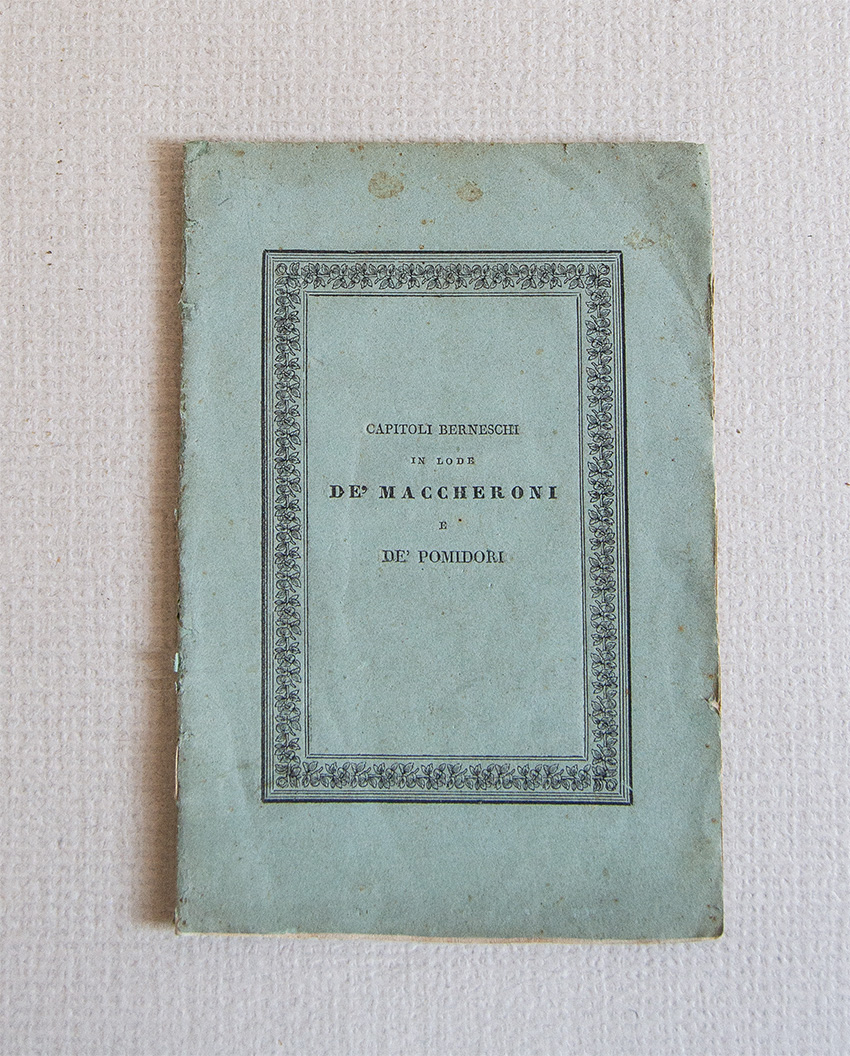 CAPITOLI BERNESCHI
IN LODE
DE' MACCHERONI
E
DE' POMIDORI